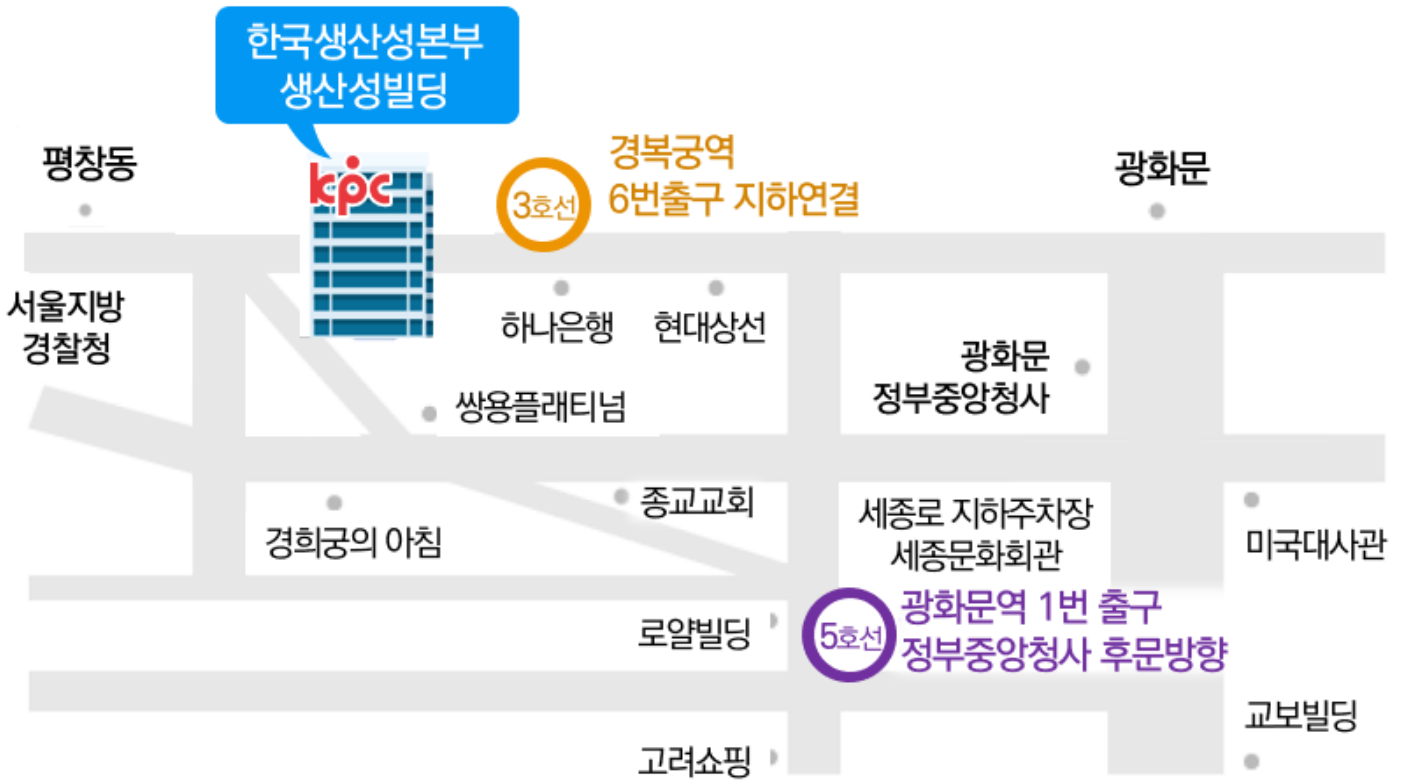 한국생산성본부
생산성빌딩
kpc
평창동
3호선
경복궁역
6번출구 지하연결
광화문
서울지방
경찰청
하나은행
현대상선
광화문
정부중앙청사
쌍용플래티넘
종교교회
경희궁의 아침
세종로 지하주차장
세종문화회관
미국대사관
로얄빌딩
5호선
광화문역 1번 출구
정부중앙청사 후문방향
교보빌딩
고려쇼핑